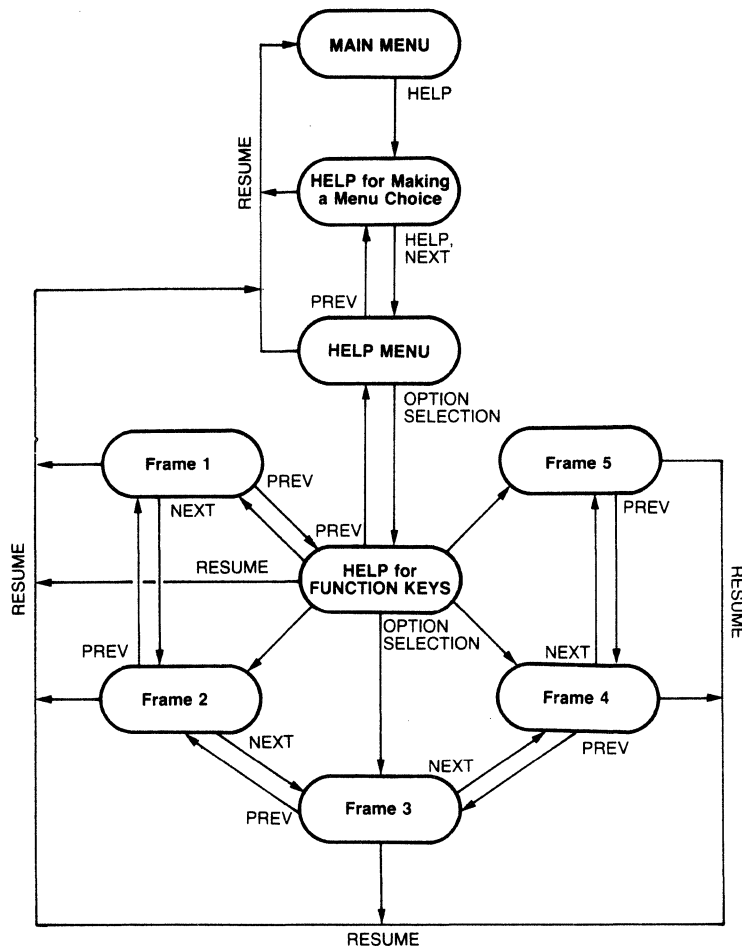 MAIN MENU
HELP
RESUME
HELP for Making
a Menu Choice
HELP,
NEXT
PREV
HELP MENU
OPTION
SELECTION
Frame 1
Frame 5
PREV
NEXT
PREV
PREV
RESUME
HELP for
FUNCTION KEYS
RESUME
RESUME
OPTION
SELECTION
PREV
NEXT
Frame 2
Frame 4
NEXT
NEXT
PREV
PREV
Frame 3
RESUME